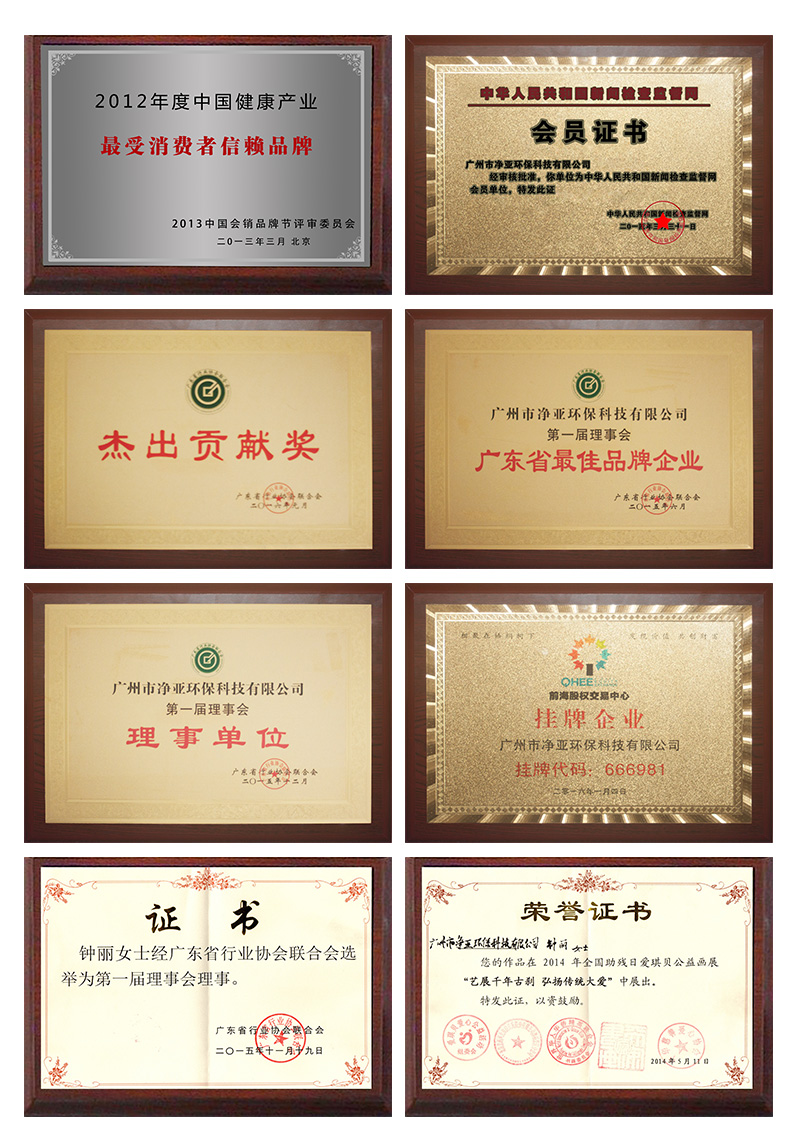 2012年度中国健康产业
最受消费者信赖品牌
2013中国会销品牌节评审委员会
二〇一三年三月 北京
中华人民共和国新闻检查监督网
会员证书
广州市净亚环保科技有限公司
经审核批准，你单位为中华人民共和国新闻检查监督网
会员单位，特发此证
中华人民共和国新闻检查监督网
杰出贡献奖
广东省行业协会联合会
二〇一六年元月
广州市净亚环保科技有限公司
第一届理事会
广东省最佳品牌企业
广东省行业协会联合会
二〇一五年六月
广州市净亚环保科技有限公司
第一届理事会
理事单位
广东省行业协会联合会
二〇一五年十二月
QHEE
前海股权交易中心
挂牌企业
广州市净亚环保科技有限公司
挂牌代码：666981
二零一六年一月四日
证 书
钟丽女士经广东省行业协会联合会选
举为第一届理事会理事。
广东省行业协会联合会
二〇一五年十一月十九日
荣誉证书
广州市净亚环保科技有限公司 钟丽 女士
您的作品在 2014 年全国助残日爱琪贝公益画展
“艺展千年古刹 弘扬传统大爱”中展出。
特发此证，以资鼓励。
2014 年 5 月 11 日